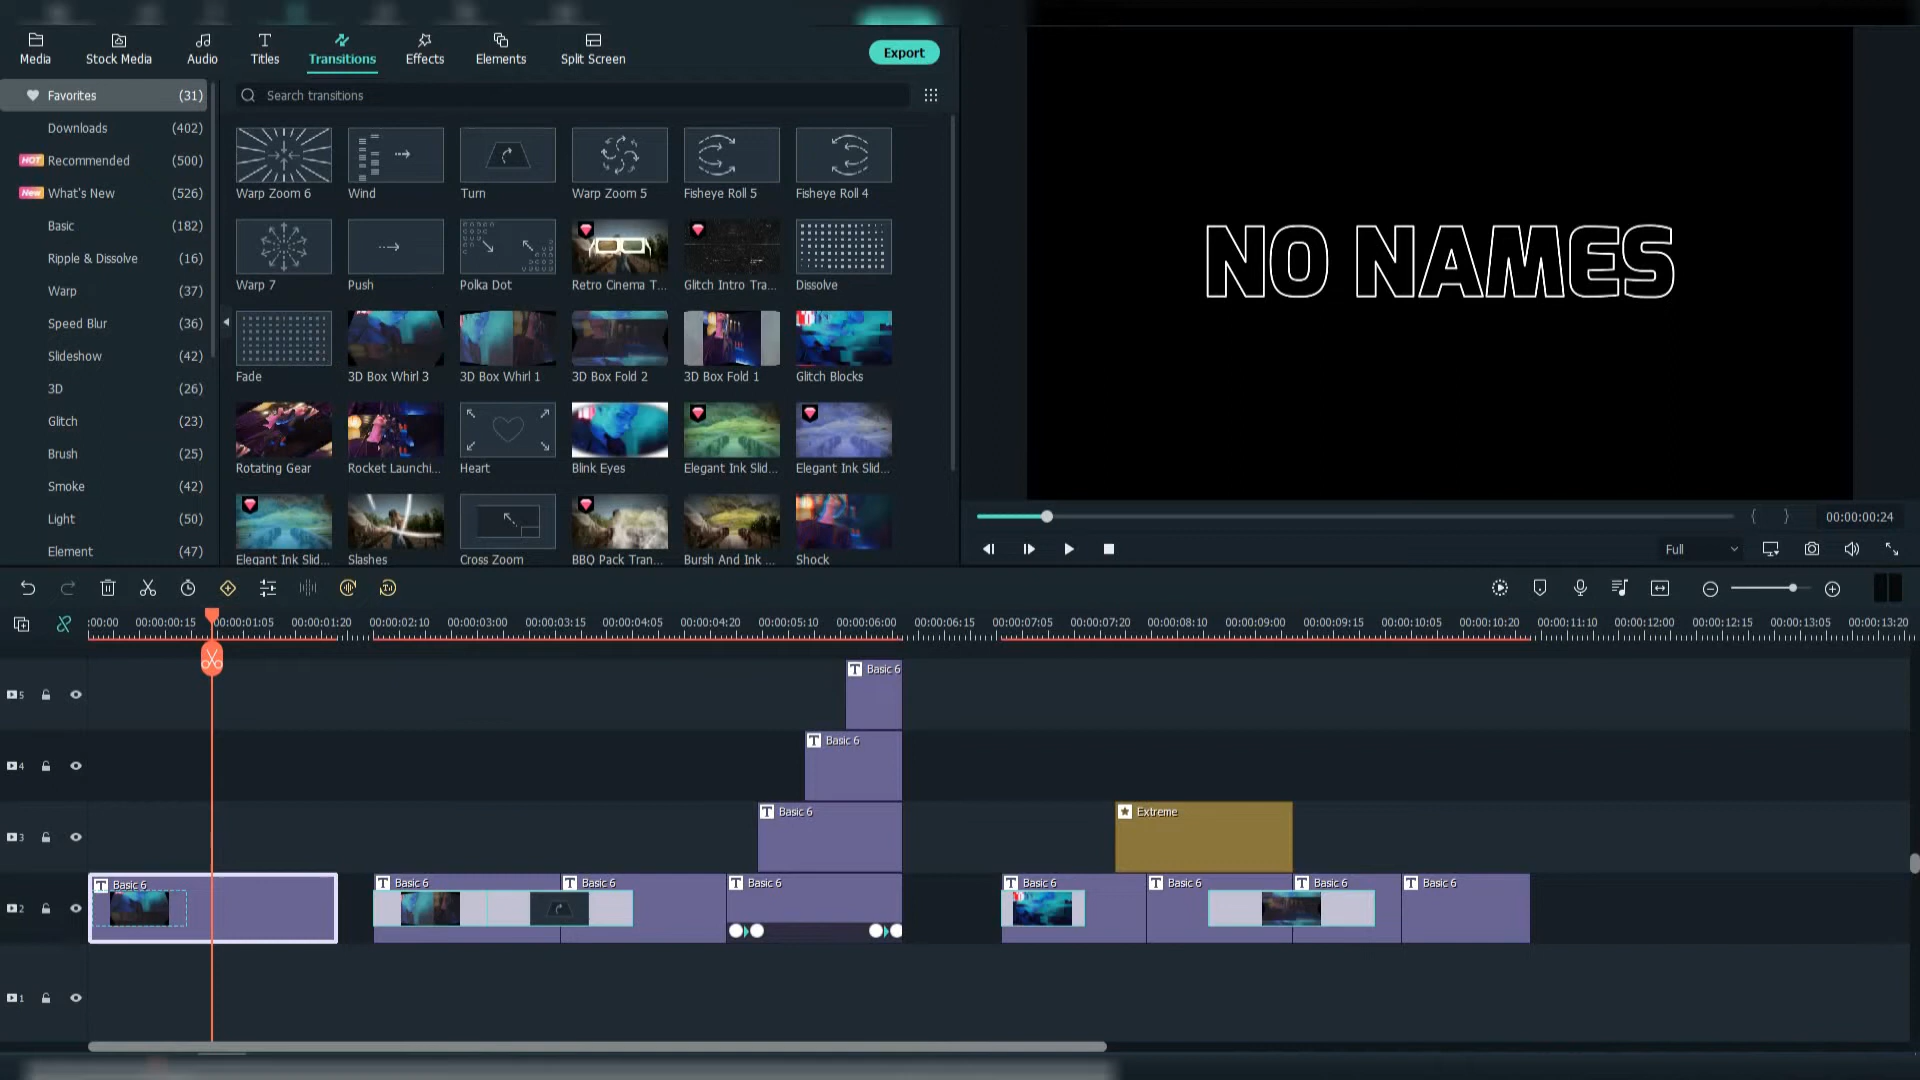 Media Stock Media Audio Titles Transitions Effects Elements Split Screen Export
Favorites (31)
Downloads (402)
HOT Recommended (500)
New What's New (526)
Basic (182)
Ripple & Dissolve (16)
Warp (37)
Speed Blur (36)
Slideshow (42)
3D (26)
Glitch (23)
Brush (25)
Smoke (42)
Light (50)
Element (47)
Search transitions
Warp Zoom 6 Wind Turn Warp Zoom 5 Fisheye Roll 5 Fisheye Roll 4
Warp 7 Push Polka Dot Retro Cinema T... Glitch Intro Tra... Dissolve
Fade 3D Box Whirl 3 3D Box Whirl 1 3D Box Fold 2 3D Box Fold 1 Glitch Blocks
Rotating Gear Rocket Launchi... Heart Blink Eyes Elegant Ink Slid... Elegant Ink Slid...
Elegant Ink Slid... Slashes Cross Zoom BBQ Pack Tran... Bursh And Ink ... Shock
NO NAMES
{ } 00:00:00:24
Full
:00:00 00:00:00:15 00:00:01:05 00:00:01:20 00:00:02:10 00:00:03:00 00:00:03:15 00:00:04:05 00:00:04:20 00:00:05:10 00:00:06:00 00:00:06:15 00:00:07:05 00:00:07:20 00:00:08:10 00:00:09:00 00:00:09:15 00:00:10:05 00:00:10:20 00:00:11:10 00:00:12:00 00:00:12:15 00:00:13:05 00:00:13:20
T Basic 6
5
T Basic 6
4
T Basic 6 Extreme
3
T Basic 6 T Basic 6 T Basic 6 T Basic 6 T Basic 6 T Basic 6 T Basic 6 T Basic 6
2
1